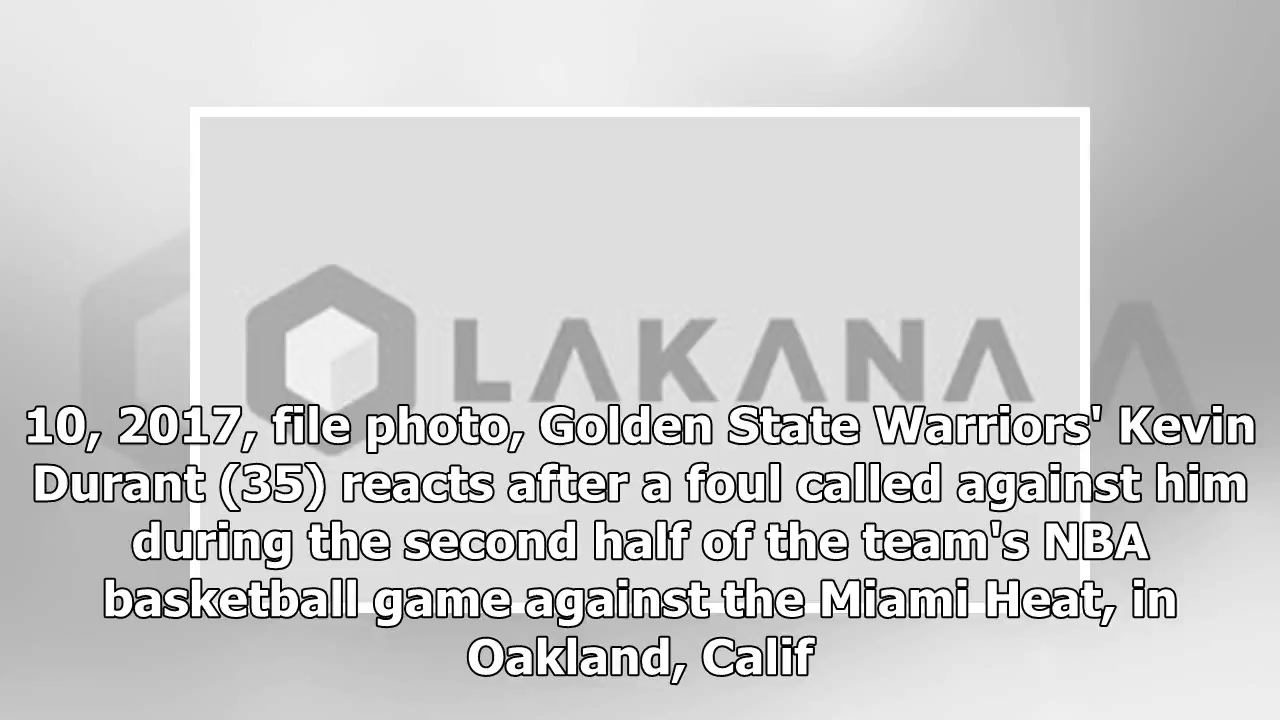 LAKANA
10, 2017, file photo, Golden State Warriors' Kevin
Durant (35) reacts after a foul called against him
during the second half of the team's NBA
basketball game against the Miami Heat, in
Oakland, Calif